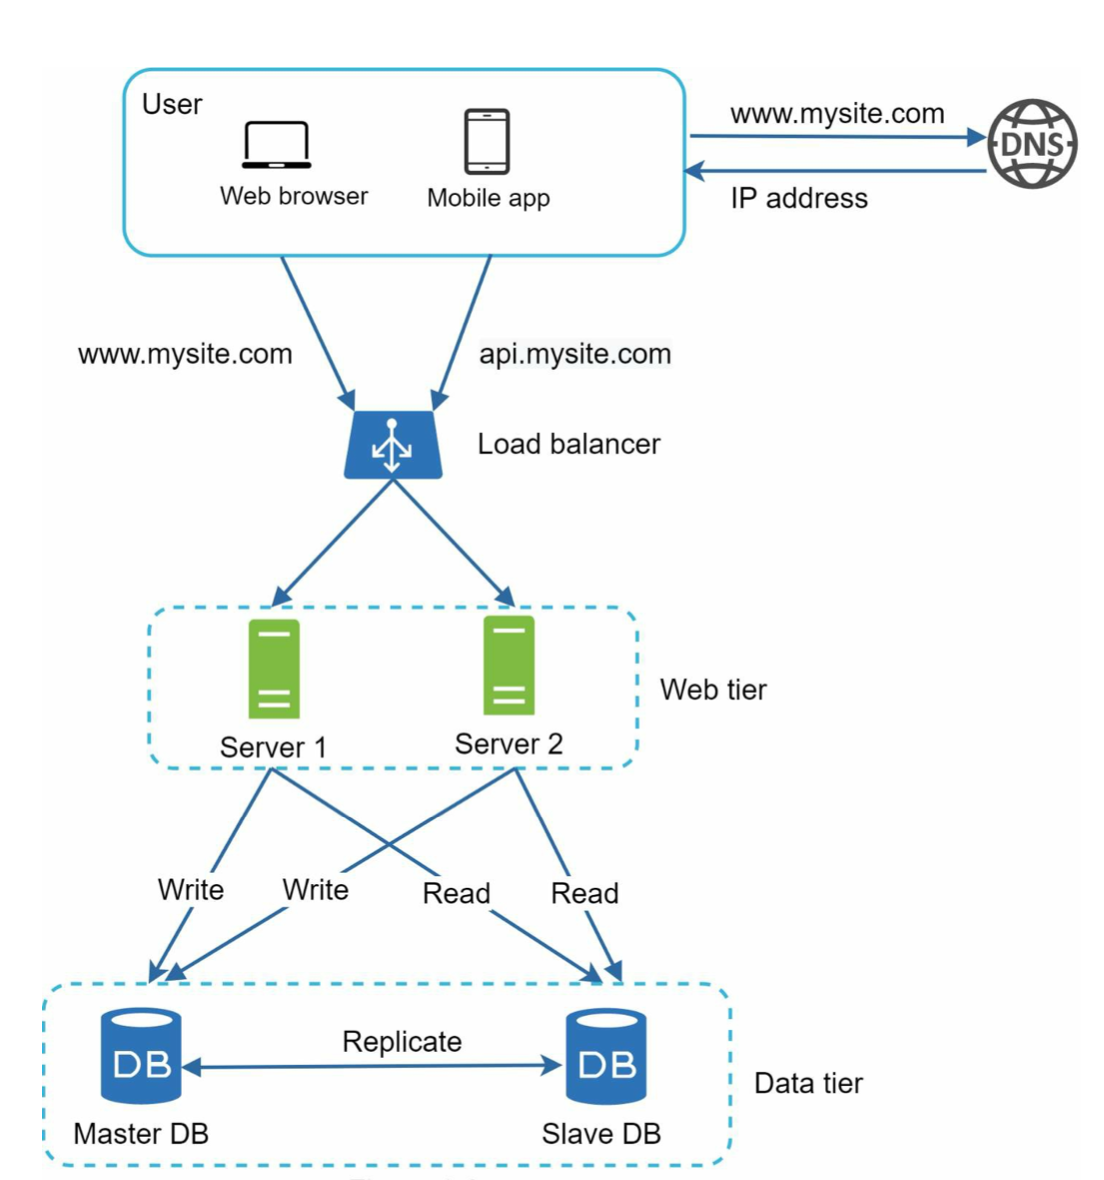 User
Web browser
Mobile app
www.mysite.com
DNS
IP address
www.mysite.com
api.mysite.com
Load balancer
Server 1
Server 2
Web tier
Write
Write
Read
Read
DB
Replicate
DB
Data tier
Master DB
Slave DB